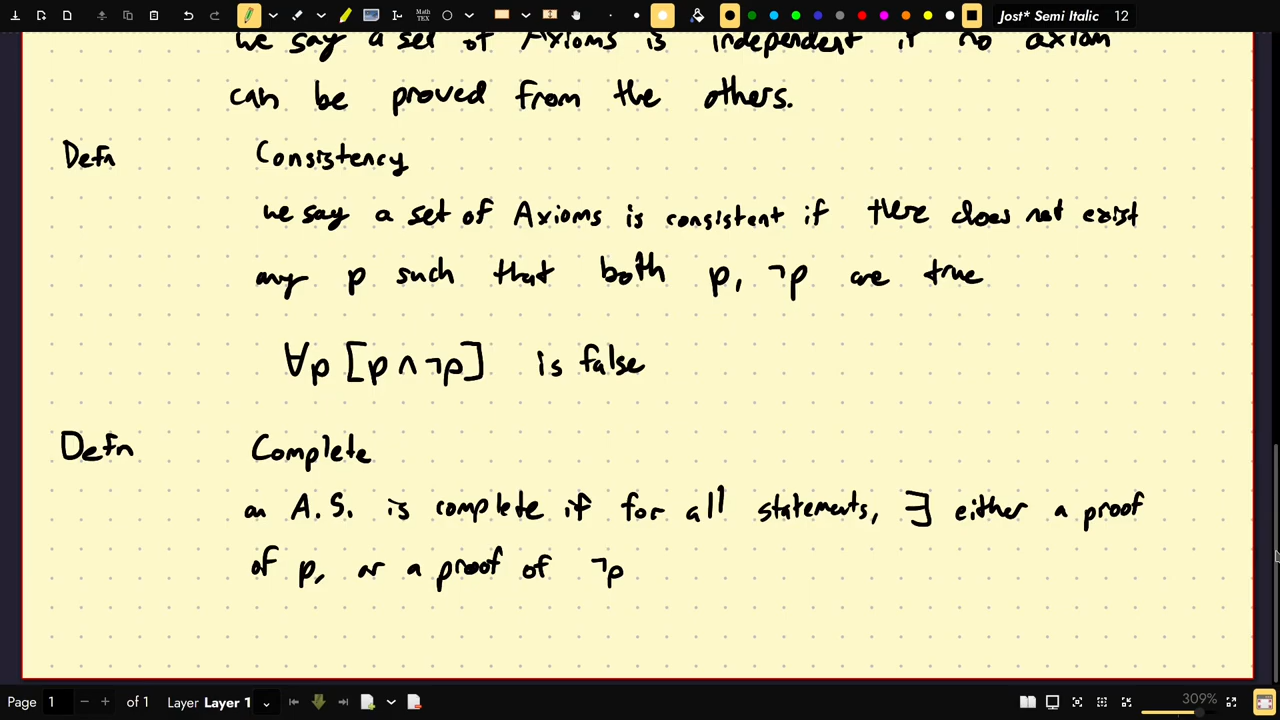 Math
TEX
Jost* Semi Italic 12
We say a set of Axioms is independent if no axiom
can be proved from the others.
Defn Consistency
we say a set of Axioms is consistent if there does not exist
any p such that both p, ¬p are true
∀p [p ∧ ¬p] is false
Defn Complete
an A.S. is complete if for all statements, ∃ either a proof
of p, or a proof of ¬p
Page 1 of 1 Layer Layer 1 309%